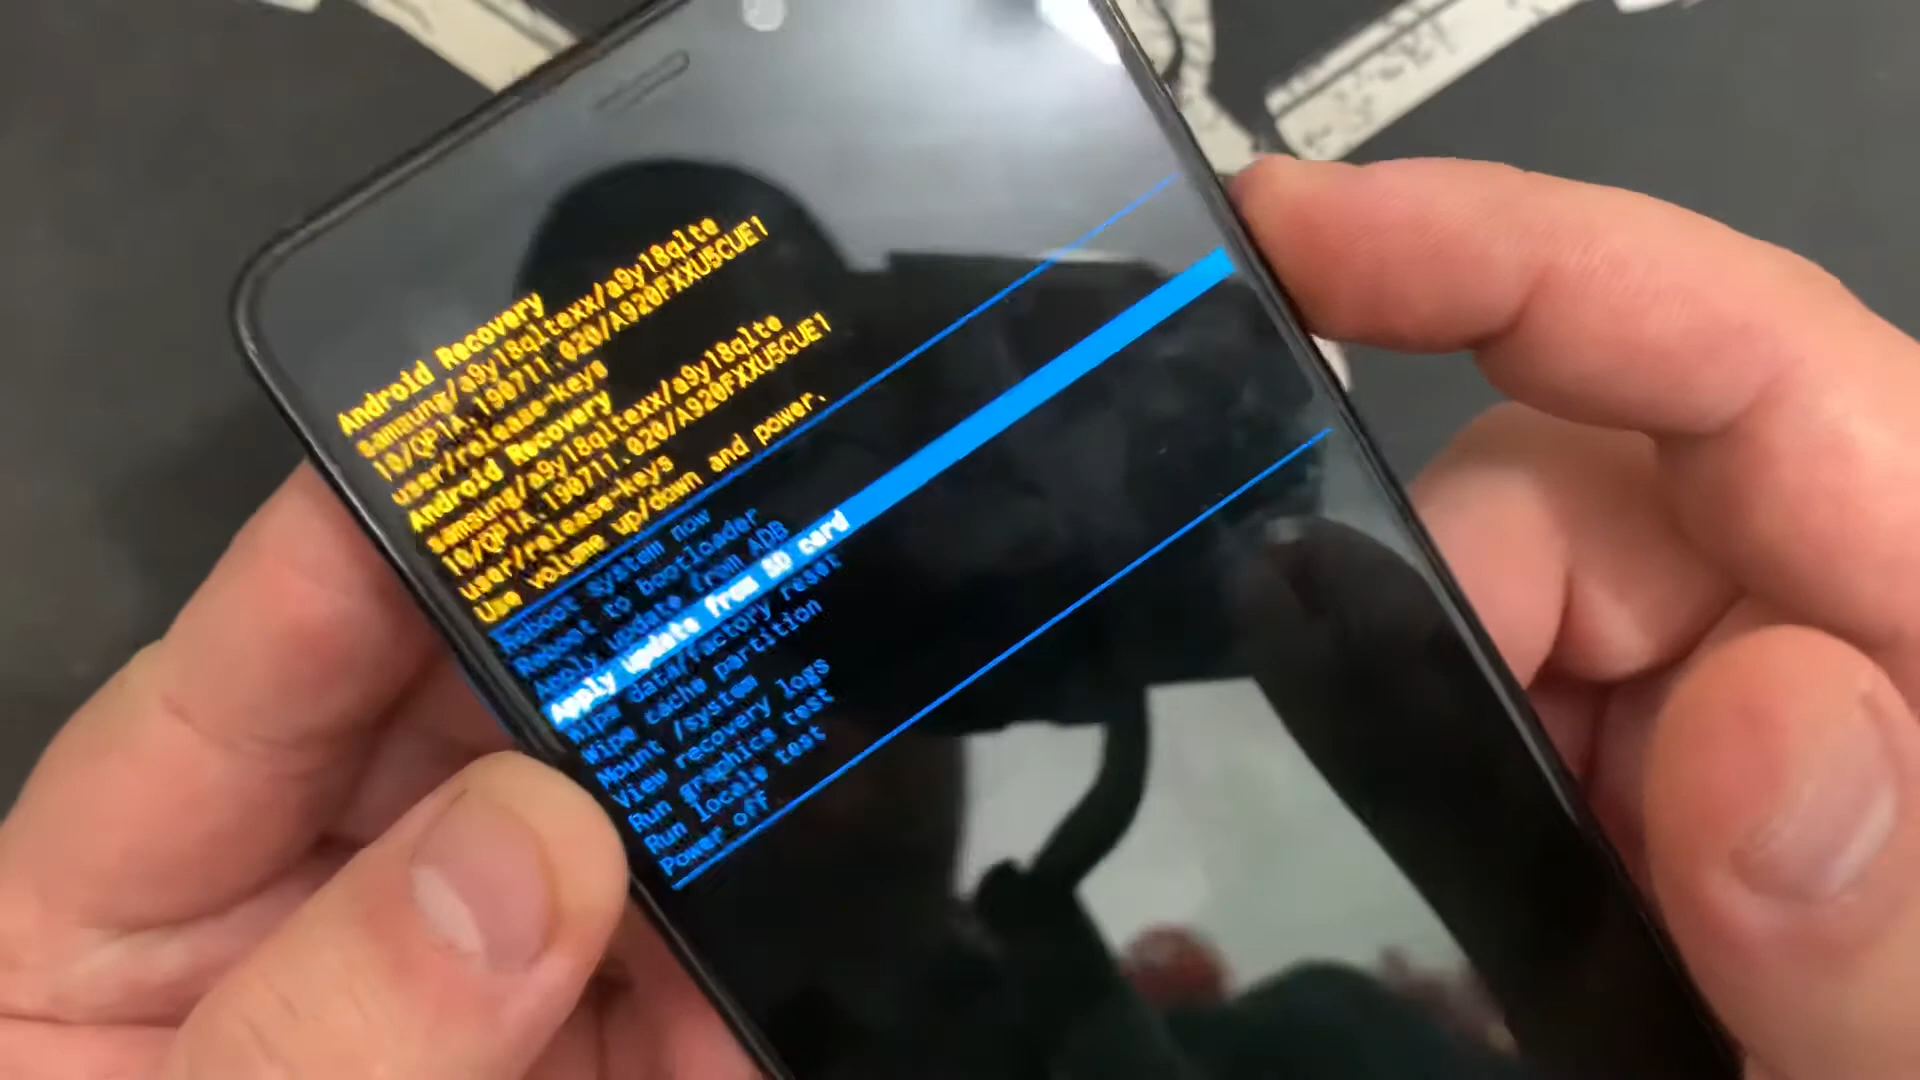 Android Recovery
samsung/a9y18qltexx/a9y18qlte
10/QP1A.190711.020/A920FXXU5CUE1
user/release-keys
Android Recovery
samsung/a9y18qltexx/a9y18qlte
10/QP1A.190711.020/A920FXXU5CUE1
user/release-keys
Use volume up/down and power.
Reboot system now
Reboot to bootloader
Apply update from ADB
Apply update from SD card
Wipe data/factory reset
Wipe cache partition
Mount /system
View recovery logs
Run graphics test
Run locale test
Power off